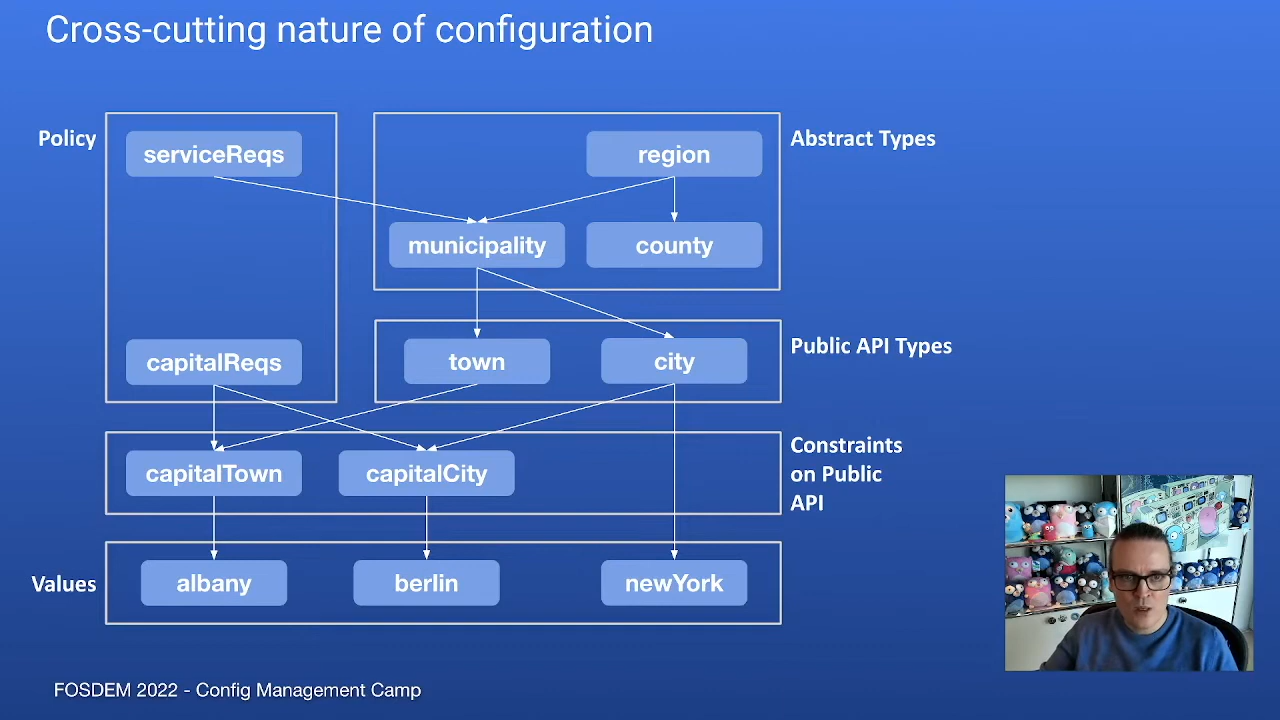 Cross-cutting nature of configuration
Policy
serviceReqs
region
Abstract Types
municipality
county
capitalReqs
town
city
Public API Types
capitalTown
capitalCity
Constraints
on Public
API
Values
albany
berlin
newYork
FOSDEM 2022 - Config Management Camp